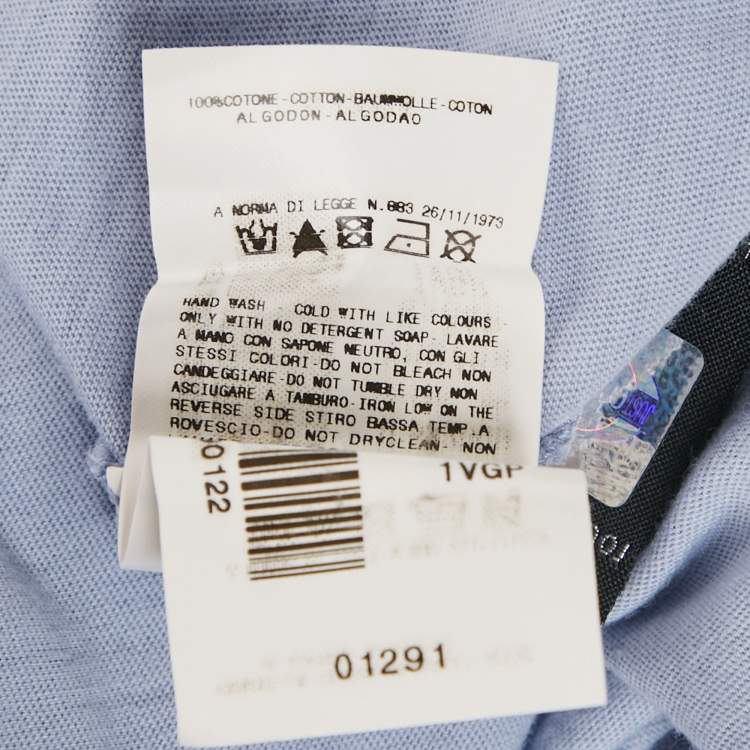 100%COTONE-COTTON-BAUMWOLLE-COTON
ALGODON-ALGODAO
A NORMA DI LEGGE N.883 26/11/1973
HAND WASH COLD WITH LIKE COLOURS
ONLY WITH NO DETERGENT SOAP- LAVARE
A MANO CON SAPONE NEUTRO, CON GLI
STESSI COLORI-DO NOT BLEACH NON
CANDEGGIARE-DO NOT TUMBLE DRY NON
ASCIUGARE A TAMBURO-IRON LOW ON THE
REVERSE SIDE STIRO BASSA TEMP.A
ROVESCIO-DO NOT DRYCLEAN- NON
0122
1VGP
01291